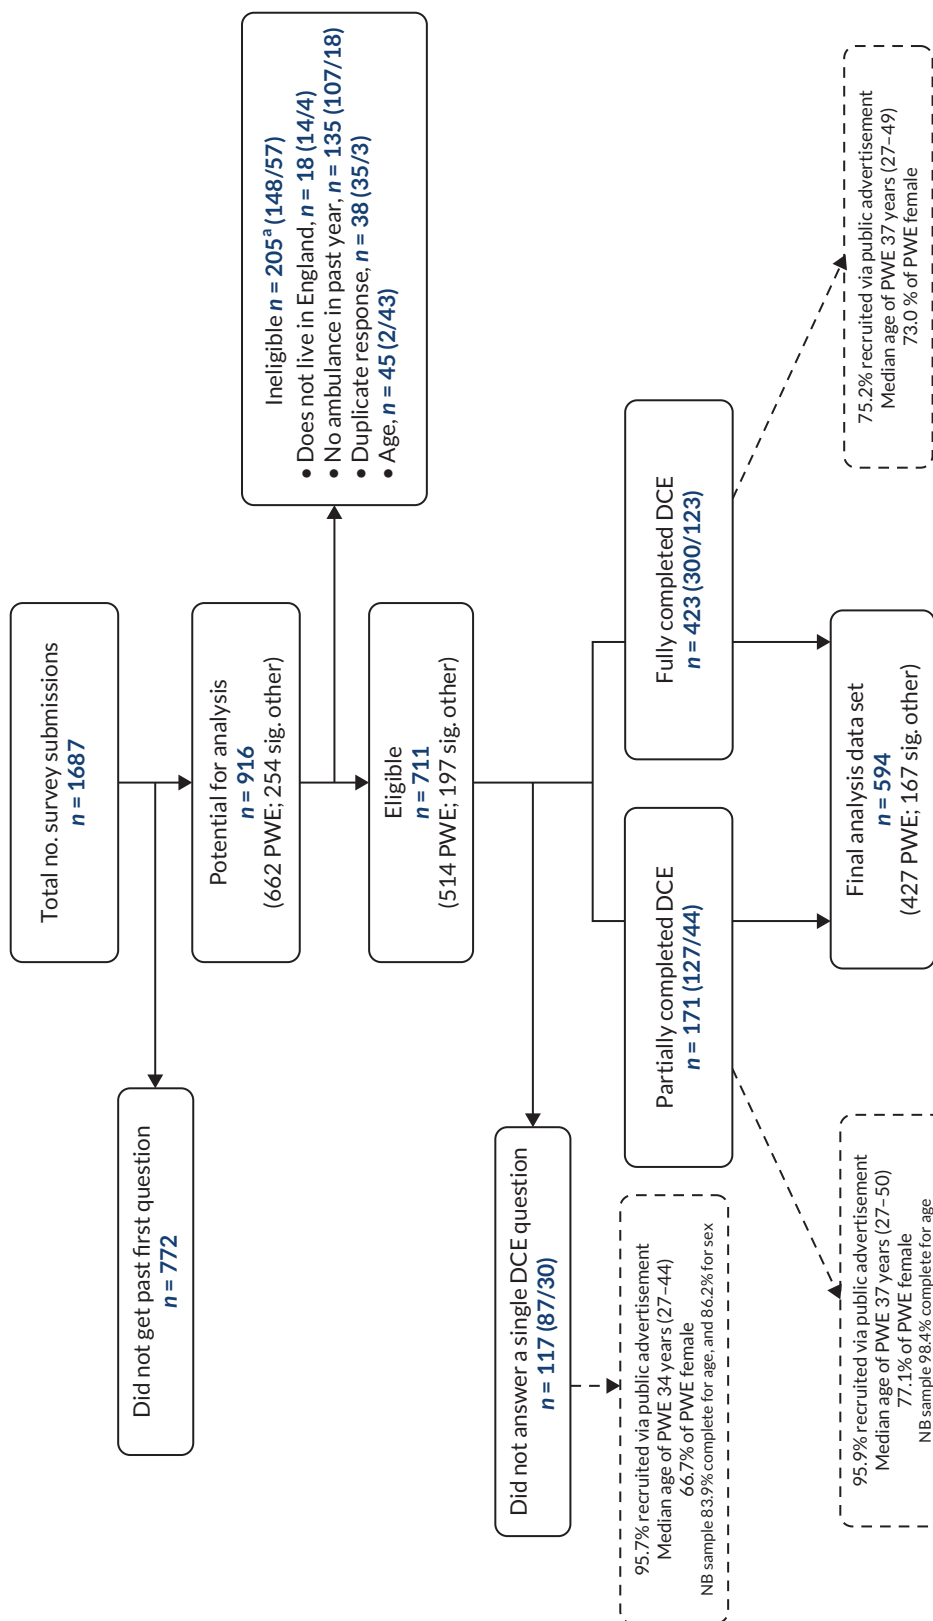 Total no. survey submissions
n = 1687
Did not get past first question
n = 772
Potential for analysis
n = 916
(662 PWE; 254 sig. other)
Ineligible n = 205a (148/57)
• Does not live in England, n = 18 (14/4)
• No ambulance in past year, n = 135 (107/18)
• Duplicate response, n = 38 (35/3)
• Age, n = 45 (2/43)
Eligible
n = 711
(514 PWE; 197 sig. other)
Did not answer a single DCE question
n = 117 (87/30)
95.7% recruited via public advertisement
Median age of PWE 34 years (27–44)
66.7% of PWE female
NB sample 83.9% complete for age, and 86.2% for sex
Partially completed DCE
n = 171 (127/44)
Fully completed DCE
n = 423 (300/123)
95.9% recruited via public advertisement
Median age of PWE 37 years (27–50)
77.1% of PWE female
NB sample 98.4% complete for age
Final analysis data set
n = 594
(427 PWE; 167 sig. other)
75.2% recruited via public advertisement
Median age of PWE 37 years (27–49)
73.0 % of PWE female